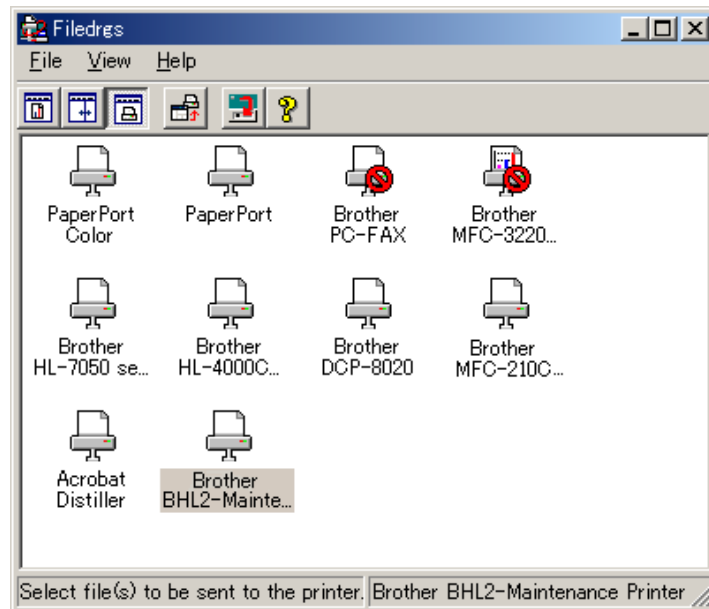 Filedrgs
File View Help
PaperPort Color
PaperPort
Brother PC-FAX
Brother MFC-3220...
Brother HL-7050 se...
Brother HL-4000C...
Brother DCP-8020
Brother MFC-210C...
Acrobat Distiller
Brother BHL2-Mainte...
Select file(s) to be sent to the printer. Brother BHL2-Maintenance Printer